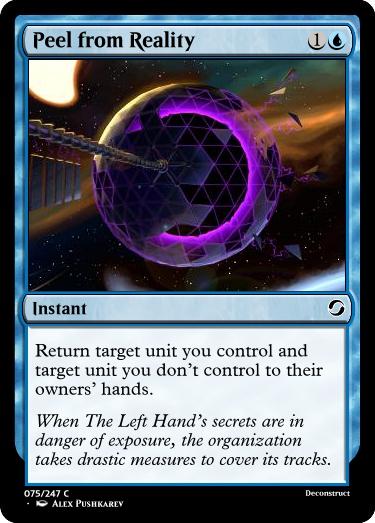 Peel from Reality 1
Instant
Return target unit you control and
target unit you don't control to their
owners' hands.
When The Left Hand's secrets are in
danger of exposure, the organization
takes drastic measures to cover its tracks.
075/247 C
Deconstruct
· Alex Pushkarev